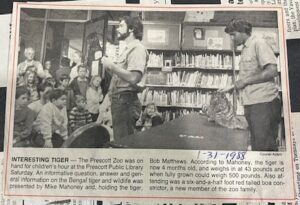 INTERESTING TIGER — The Prescott Zoo was on
hand for children's hour at the Prescott Public Library
Saturday. An informative question, answer and gen-
eral information on the Bengal tiger and wildlife was
presented by Mike Mahoney and, holding the tiger,
Bob Matthews. According to Mahoney, the tiger is
now 4 months old, and weighs in at 43 pounds and
when fully grown could weigh 500 pounds. Also at-
tending was a six-and-a-half foot red tailed boa con-
strictor, a new member of the zoo family.
1-31-1988